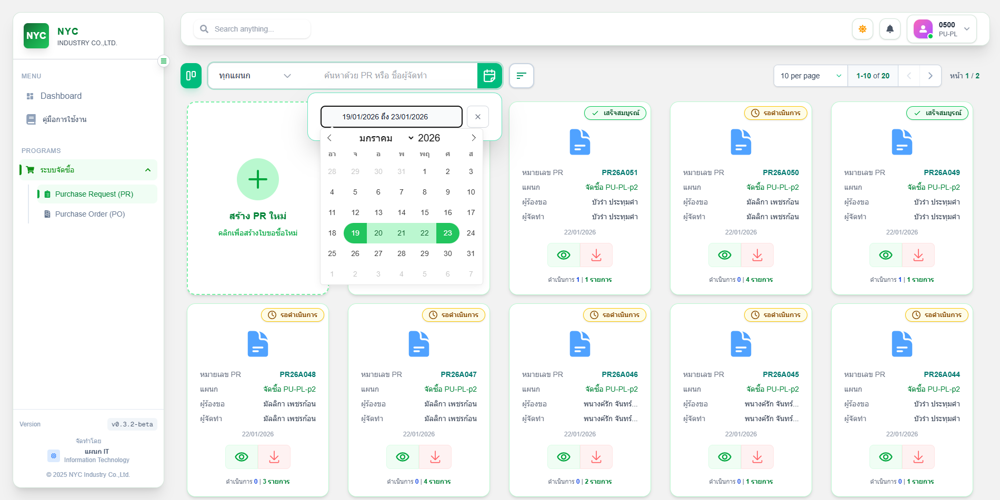 NYC
NYC
INDUSTRY CO.,LTD.
MENU
Dashboard
คู่มือการใช้งาน
PROGRAMS
ระบบจัดซื้อ
Purchase Request (PR)
Purchase Order (PO)
Version
v0.3.2-beta
จัดทำโดย
แผนก IT
Information Technology
© 2025 NYC Industry Co.,Ltd.
Search anything...
0500
PU-PL
ทุกแผนก
ค้นหาด้วย PR หรือ ชื่อผู้จัดทำ
10 per page
1-10 of 20
หน้า 1 / 2
19/01/2026 ถึง 23/01/2026
มกราคม 2026
อา จ อ พ พฤ ศ ส
28 29 30 31 1 2 3
4 5 6 7 8 9 10
11 12 13 14 15 16 17
18 19 20 21 22 23 24
25 26 27 28 29 30 31
1 2 3 4 5 6 7
สร้าง PR ใหม่
คลิกเพื่อสร้างใบขอซื้อใหม่
เสร็จสมบูรณ์
หมายเลข PR PR26A051
แผนก จัดซื้อ PU-PL-p2
ผู้ร้องขอ บัวรำ ประทุมคำ
ผู้จัดทำ บัวรำ ประทุมคำ
22/01/2026
ดำเนินการ 1 | 1 รายการ
รอดำเนินการ
หมายเลข PR PR26A050
แผนก จัดซื้อ PU-PL-p2
ผู้ร้องขอ มัลลิกา เพชรก้อน
ผู้จัดทำ มัลลิกา เพชรก้อน
22/01/2026
ดำเนินการ 0 | 4 รายการ
เสร็จสมบูรณ์
หมายเลข PR PR26A049
แผนก จัดซื้อ PU-PL-p2
ผู้ร้องขอ บัวรำ ประทุมคำ
ผู้จัดทำ บัวรำ ประทุมคำ
22/01/2026
ดำเนินการ 1 | 1 รายการ
รอดำเนินการ
หมายเลข PR PR26A048
แผนก จัดซื้อ PU-PL-p2
ผู้ร้องขอ มัลลิกา เพชรก้อน
ผู้จัดทำ มัลลิกา เพชรก้อน
22/01/2026
ดำเนินการ 0 | 3 รายการ
รอดำเนินการ
หมายเลข PR PR26A047
แผนก จัดซื้อ PU-PL-p2
ผู้ร้องขอ มัลลิกา เพชรก้อน
ผู้จัดทำ มัลลิกา เพชรก้อน
22/01/2026
ดำเนินการ 0 | 4 รายการ
รอดำเนินการ
หมายเลข PR PR26A046
แผนก จัดซื้อ PU-PL-p2
ผู้ร้องขอ พนางค์รัก จันทร์...
ผู้จัดทำ พนางค์รัก จันทร์...
22/01/2026
ดำเนินการ 0 | 2 รายการ
รอดำเนินการ
หมายเลข PR PR26A045
แผนก จัดซื้อ PU-PL-p2
ผู้ร้องขอ พนางค์รัก จันทร์...
ผู้จัดทำ พนางค์รัก จันทร์...
22/01/2026
ดำเนินการ 0 | 1 รายการ
รอดำเนินการ
หมายเลข PR PR26A044
แผนก จัดซื้อ PU-PL-p2
ผู้ร้องขอ บัวรำ ประทุมคำ
ผู้จัดทำ บัวรำ ประทุมคำ
22/01/2026
ดำเนินการ 0 | 1 รายการ